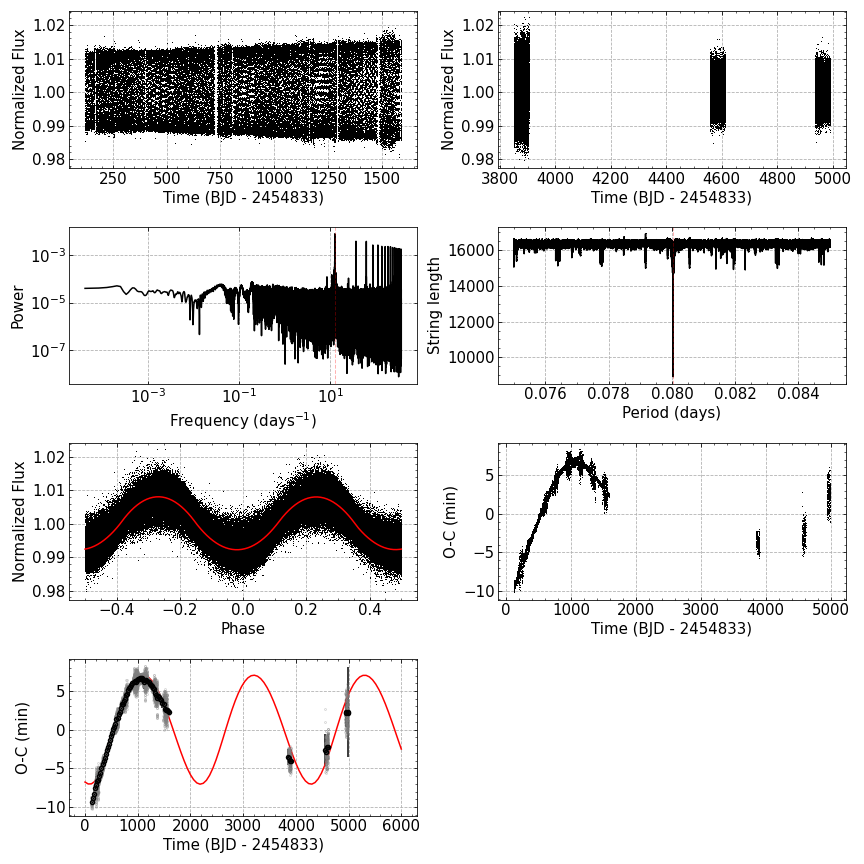 1.02
1.01
1.00
0.99
0.98
Normalized Flux
250 500 750 1000 1250 1500
Time (BJD - 2454833)
1.02
1.01
1.00
0.99
0.98
Normalized Flux
3800 4000 4200 4400 4600 4800 5000
Time (BJD - 2454833)
10−3
10−5
10−7
Power
10−3 10−1 101
Frequency (days−1)
16000
14000
12000
10000
String length
0.076 0.078 0.080 0.082 0.084
Period (days)
1.02
1.01
1.00
0.99
0.98
Normalized Flux
−0.4 −0.2 0.0 0.2 0.4
Phase
5
0
−5
−10
O-C (min)
0 1000 2000 3000 4000 5000
Time (BJD - 2454833)
5
0
−5
−10
O-C (min)
0 1000 2000 3000 4000 5000 6000
Time (BJD - 2454833)